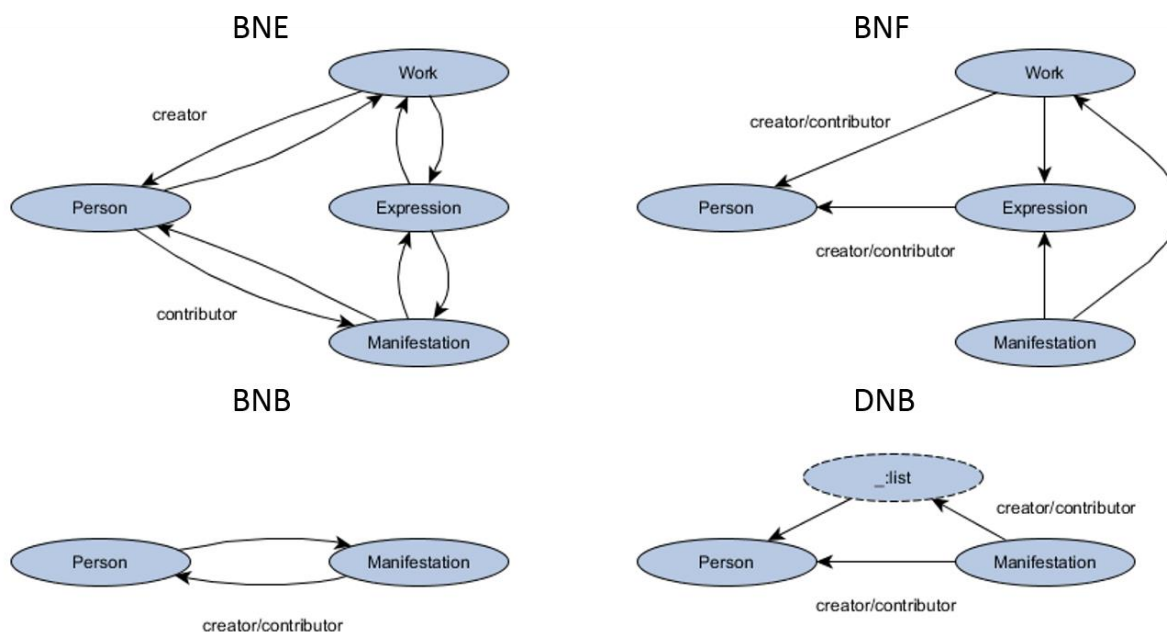 BNE
Work
creator
Person
Expression
contributor
Manifestation
BNF
Work
creator/contributor
Person
Expression
creator/contributor
Manifestation
BNB
Person
Manifestation
creator/contributor
DNB
_:list
creator/contributor
Person
Manifestation
creator/contributor